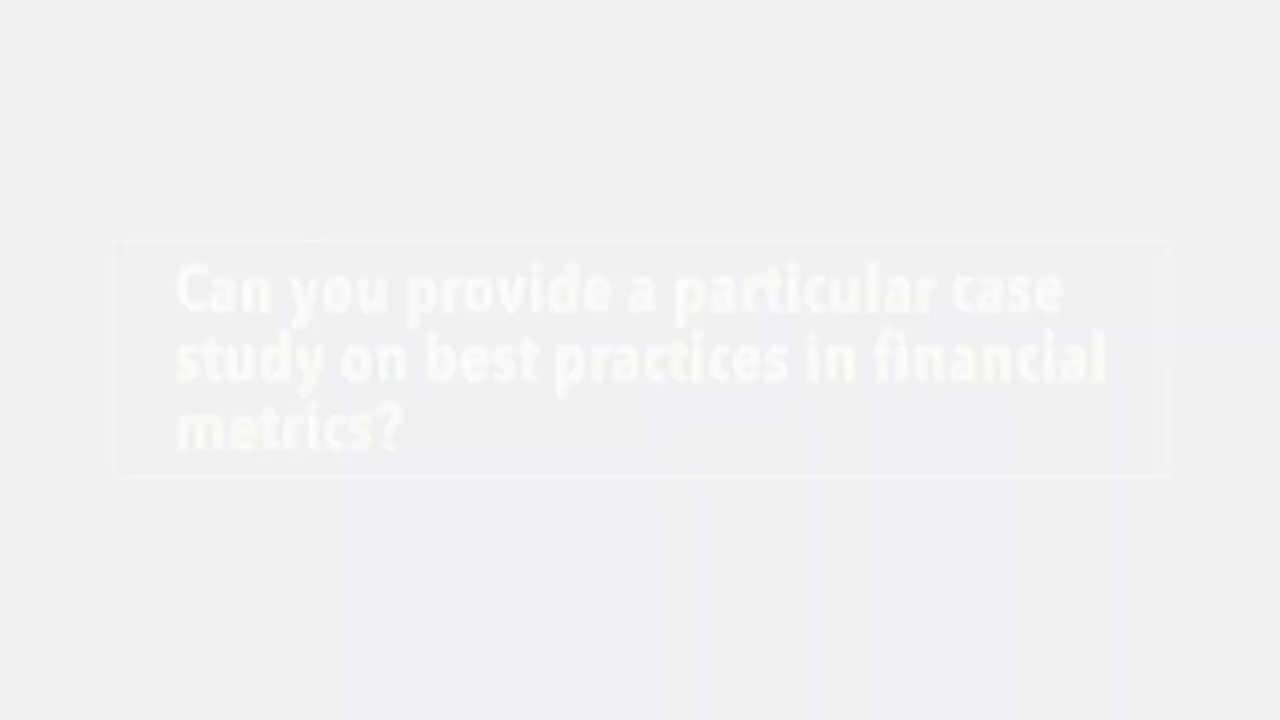 Can you provide a particular case
study on best practices in financial
metrics?